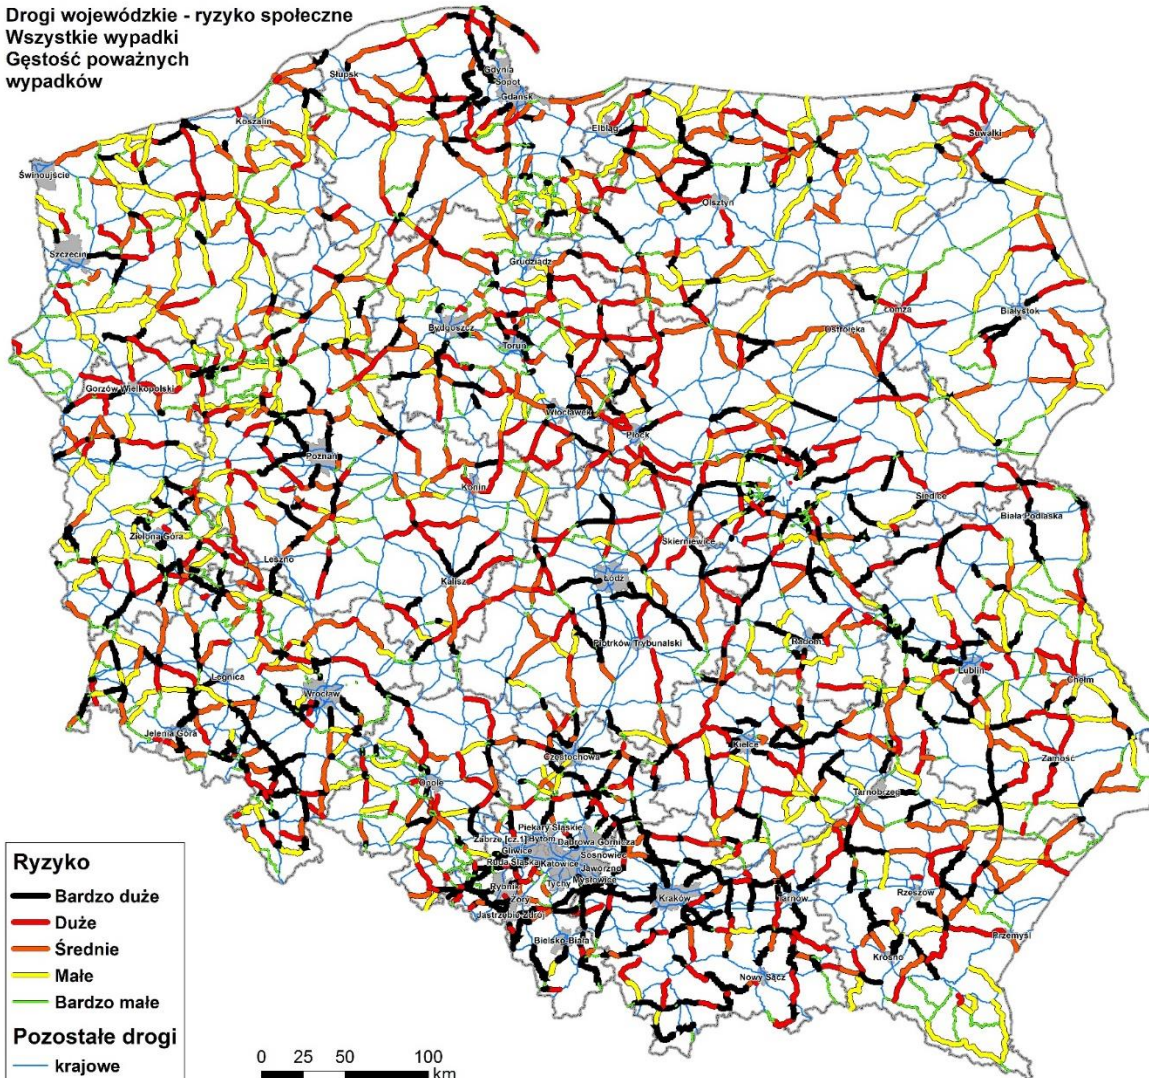 Drogi wojewódzkie - ryzyko społeczne
Wszystkie wypadki
Gęstość poważnych
wypadków
Słupsk
Gdynia
Sopot
Gdańsk
Koszalin
Elbląg
Suwałki
Świnoujście
Olsztyn
Szczecin
Grudziądz
Łomża
Białystok
Ostrołęka
Bydgoszcz
Toruń
Gorzów Wielkopolski
Włocławek
Płock
Poznań
Konin
Siedlce
Biała Podlaska
Zielona Góra
Skierniewice
Leszno
Kalisz
Łódź
Piotrków Trybunalski
Radom
Lublin
Chełm
Legnica
Wrocław
Jelenia Góra
Kielce
Częstochowa
Zamość
Opole
Tarnobrzeg
Piekary Śląskie
Zabrze [cz.1]
Bytom
Dąbrowa Górnicza
Gliwice
Sosnowiec
Ruda Śląska
Katowice
Jaworzno
Tychy
Mysłowice
Rybnik
Żory
Kraków
Tarnów
Rzeszów
Jastrzębie-Zdrój
Bielsko-Biała
Przemyśl
Krosno
Nowy Sącz
Ryzyko
Bardzo duże
Duże
Średnie
Małe
Bardzo małe
Pozostałe drogi
krajowe
0 25 50 100
km